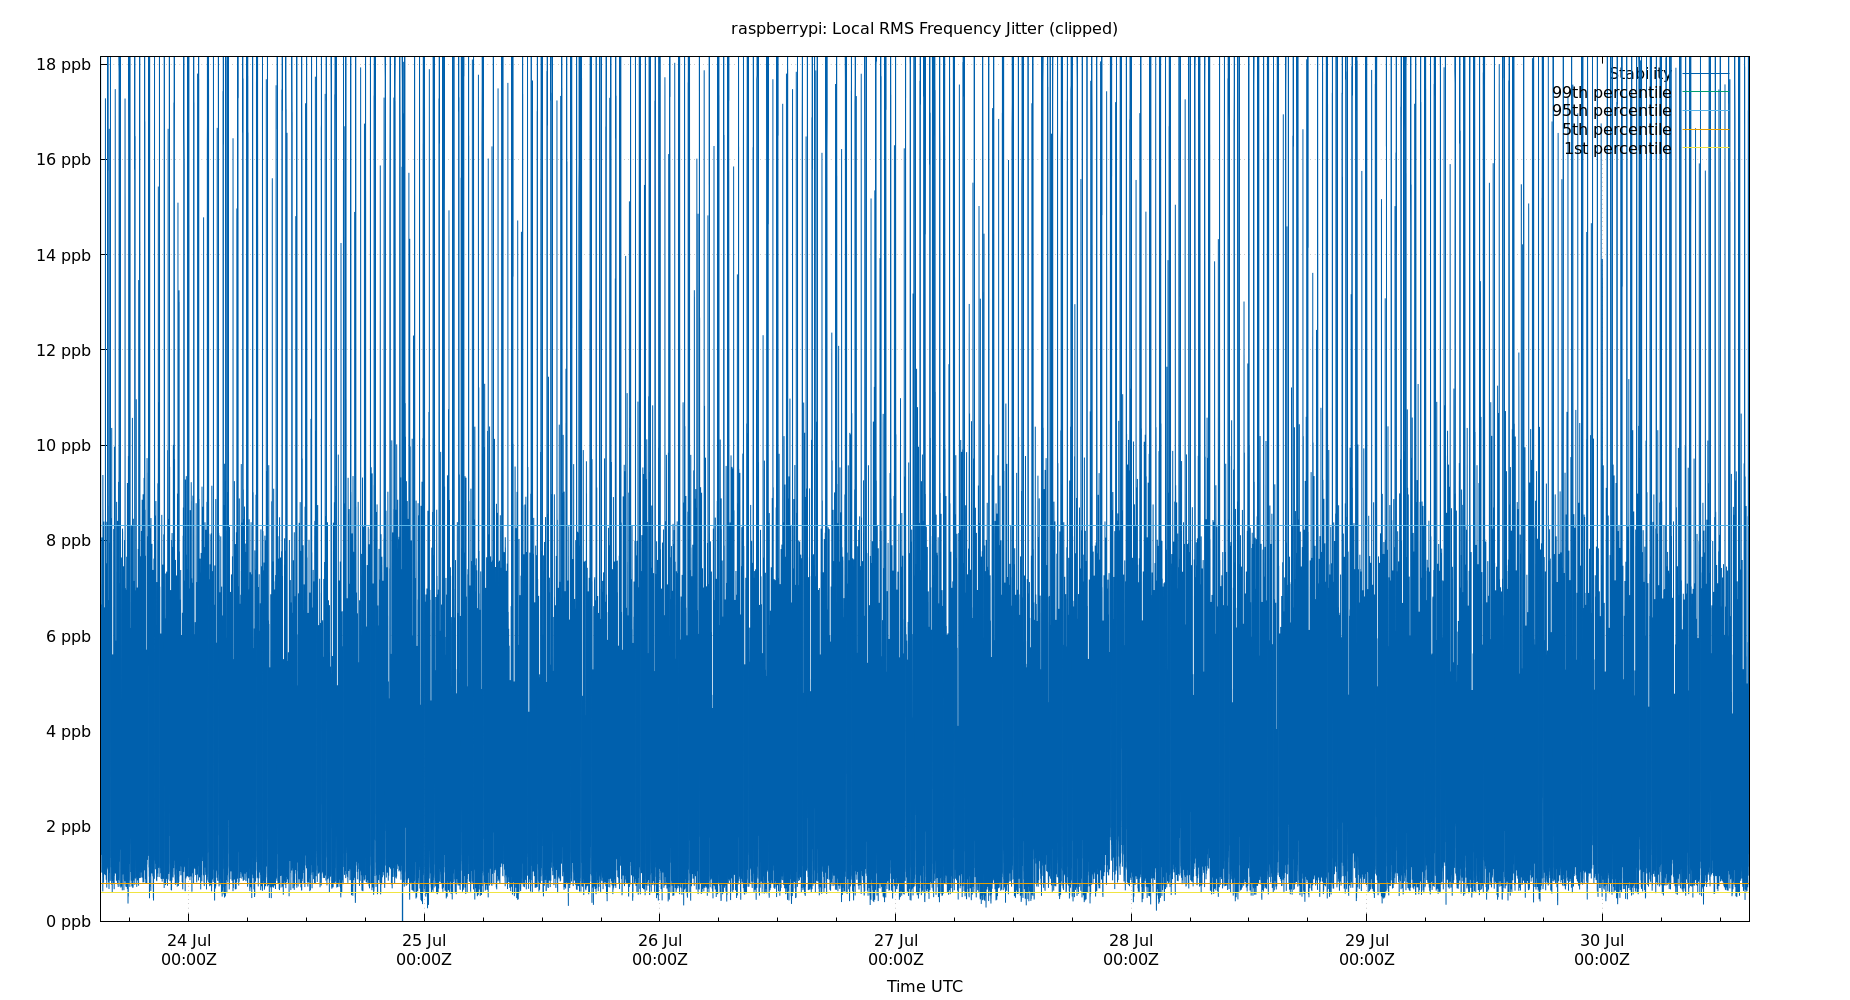 raspberrypi: Local RMS Frequency Jitter (clipped)
18 ppb
16 ppb
14 ppb
12 ppb
10 ppb
8 ppb
6 ppb
4 ppb
2 ppb
0 ppb
Stability
99th percentile
95th percentile
5th percentile
1st percentile
24 Jul 25 Jul 26 Jul 27 Jul 28 Jul 29 Jul 30 Jul
00:00Z 00:00Z 00:00Z 00:00Z 00:00Z 00:00Z 00:00Z
Time UTC